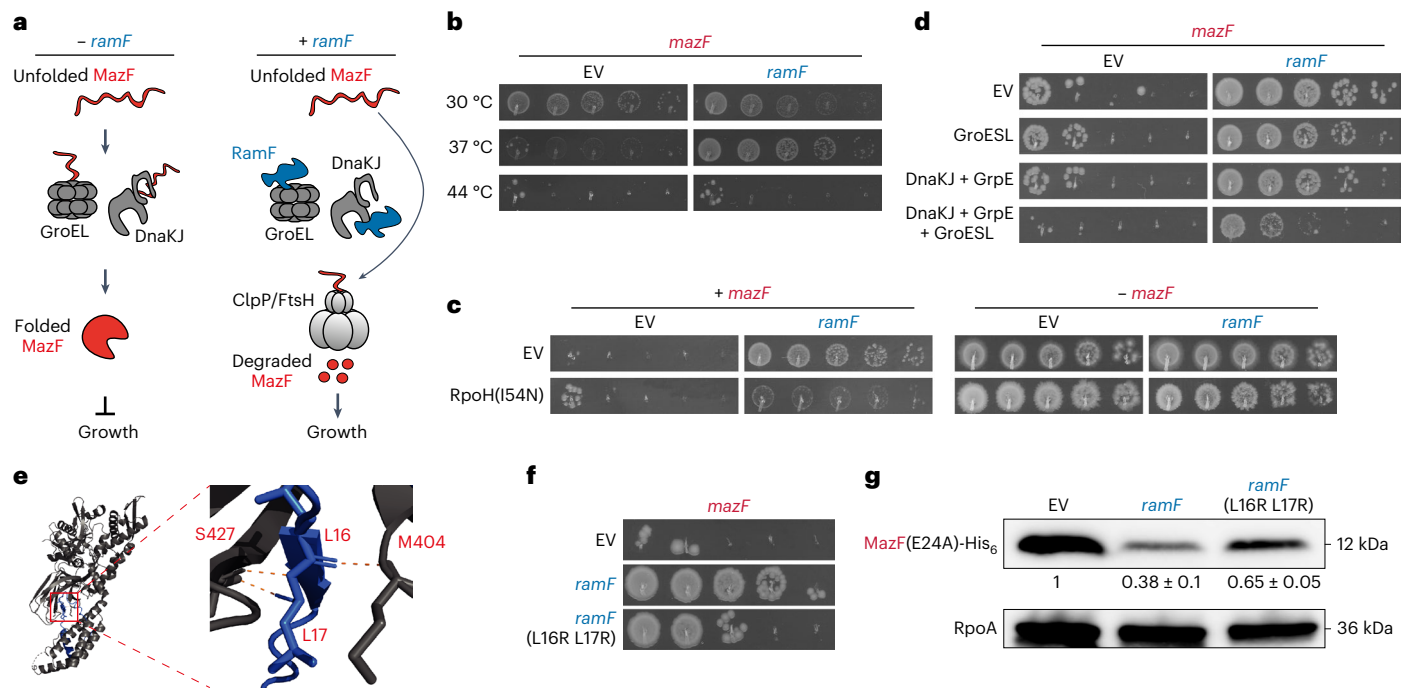 a
– ramF
+ ramF
Unfolded MazF
Unfolded MazF
RamF
DnaKJ
GroEL
DnaKJ
GroEL
ClpP/FtsH
Folded
MazF
Degraded
MazF
Growth
Growth
b
mazF
EV
ramF
30 °C
37 °C
44 °C
c
+ mazF
– mazF
EV
ramF
EV
ramF
EV
RpoH(I54N)
d
mazF
EV
ramF
EV
GroESL
DnaKJ + GrpE
DnaKJ + GrpE
+ GroESL
e
S427
L16
M404
L17
f
mazF
EV
ramF
ramF
(L16R L17R)
g
EV
ramF
ramF
(L16R L17R)
MazF(E24A)-His6
12 kDa
1
0.38 ± 0.1
0.65 ± 0.05
RpoA
36 kDa